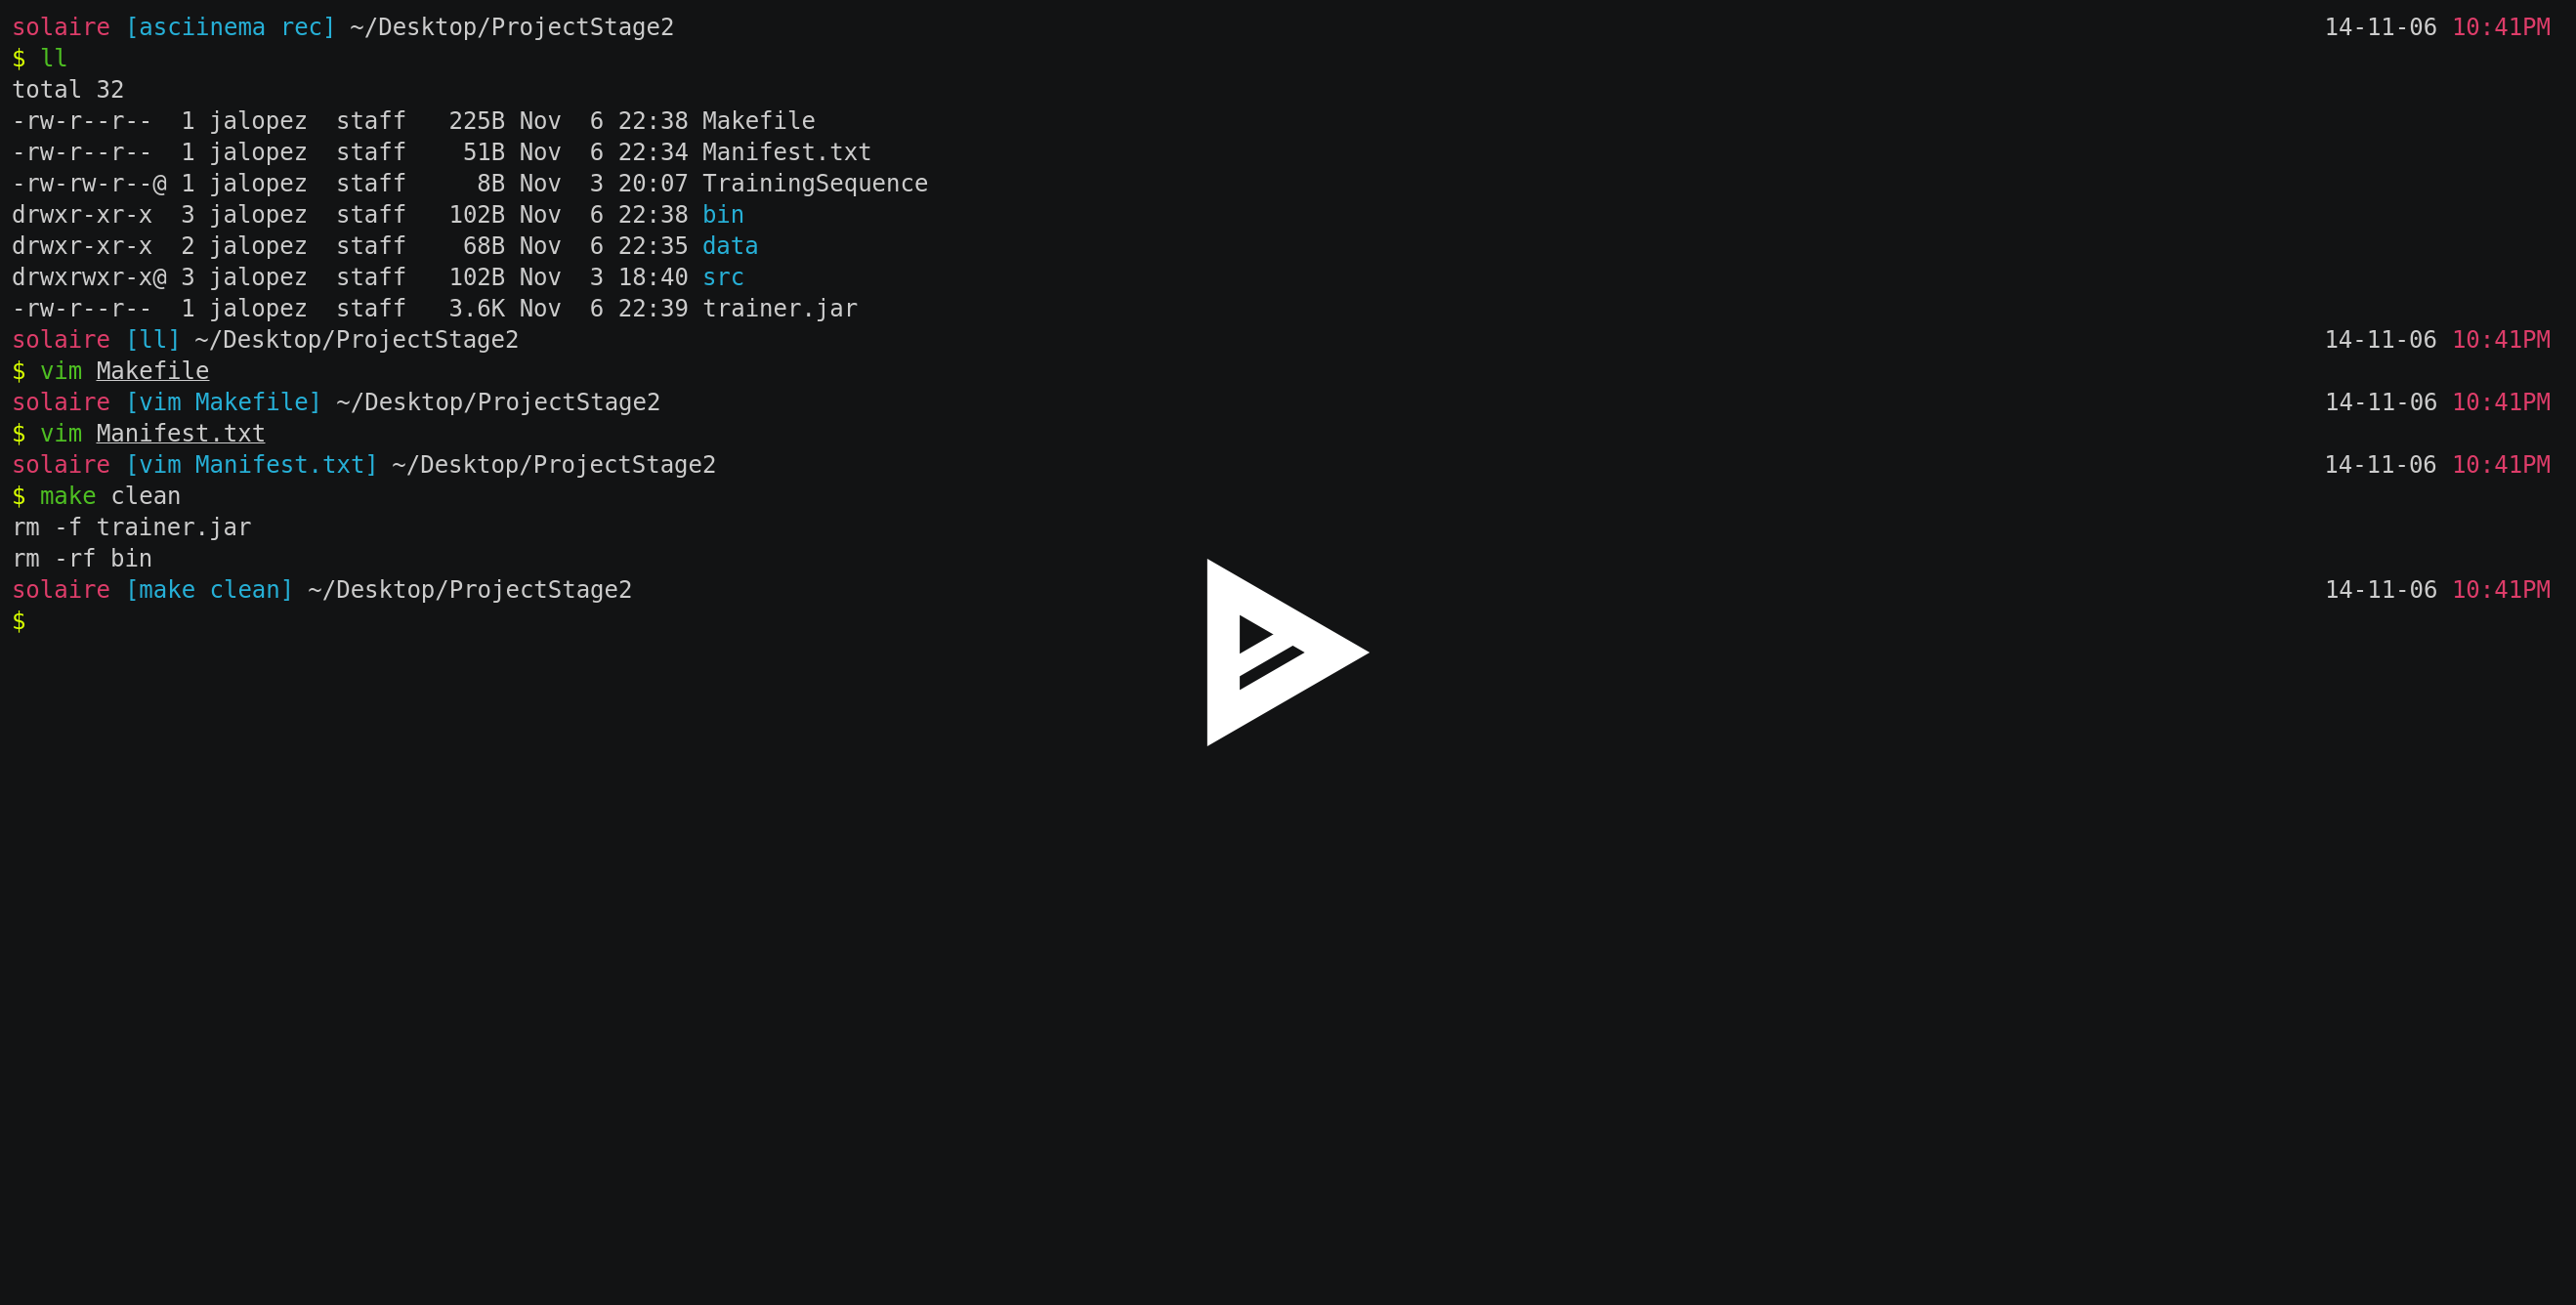 solaire [asciinema rec] ~/Desktop/ProjectStage2 14-11-06 10:41PM
$ ll
total 32
-rw-r--r--  1 jalopez  staff   225B Nov  6 22:38 Makefile
-rw-r--r--  1 jalopez  staff    51B Nov  6 22:34 Manifest.txt
-rw-rw-r--@ 1 jalopez  staff     8B Nov  3 20:07 TrainingSequence
drwxr-xr-x  3 jalopez  staff   102B Nov  6 22:38 bin
drwxr-xr-x  2 jalopez  staff    68B Nov  6 22:35 data
drwxrwxr-x@ 3 jalopez  staff   102B Nov  3 18:40 src
-rw-r--r--  1 jalopez  staff   3.6K Nov  6 22:39 trainer.jar
solaire [ll] ~/Desktop/ProjectStage2 14-11-06 10:41PM
$ vim Makefile
solaire [vim Makefile] ~/Desktop/ProjectStage2 14-11-06 10:41PM
$ vim Manifest.txt
solaire [vim Manifest.txt] ~/Desktop/ProjectStage2 14-11-06 10:41PM
$ make clean
rm -f trainer.jar
rm -rf bin
solaire [make clean] ~/Desktop/ProjectStage2 14-11-06 10:41PM
$